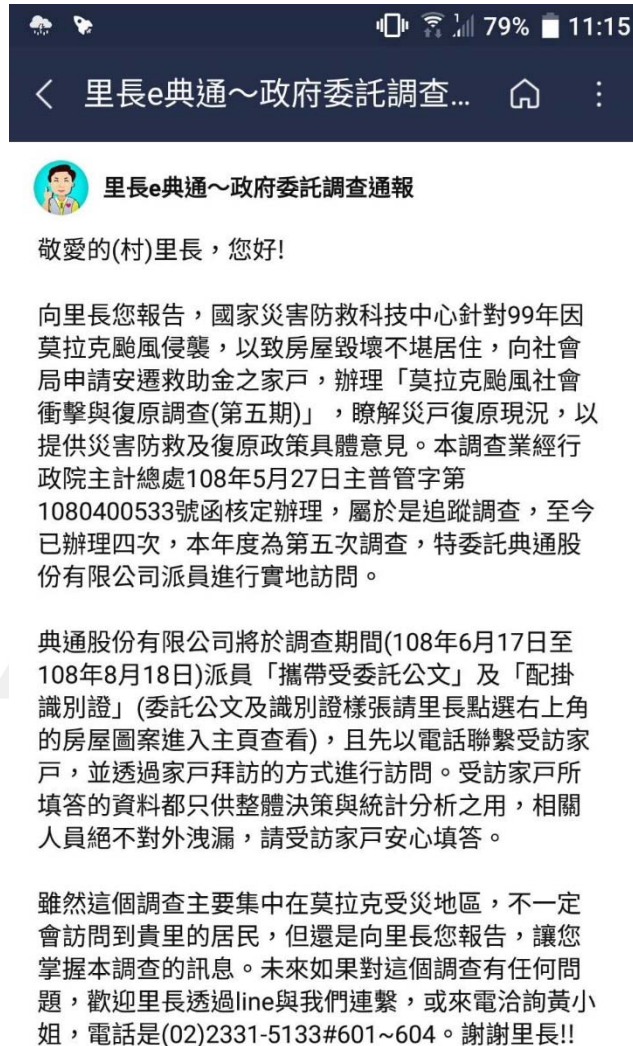 79% 11:15
里長e典通～政府委託調查...
里長e典通～政府委託調查通報
敬愛的(村)里長，您好!
向里長您報告，國家災害防救科技中心針對99年因
莫拉克颱風侵襲，以致房屋毀壞不堪居住，向社會
局申請安遷救助金之家戶，辦理「莫拉克颱風社會
衝擊與復原調查(第五期)」，瞭解災戶復原現況，以
提供災害防救及復原政策具體意見。本調查業經行
政院主計總處108年5月27日主普管字第
1080400533號函核定辦理，屬於是追蹤調查，至今
已辦理四次，本年度為第五次調查，特委託典通股
份有限公司派員進行實地訪問。
典通股份有限公司將於調查期間(108年6月17日至
108年8月18日)派員「攜帶受委託公文」及「配掛
識別證」(委託公文及識別證樣張請里長點選右上角
的房屋圖案進入主頁查看)，且先以電話聯繫受訪家
戶，並透過家戶拜訪的方式進行訪問。受訪家戶所
填答的資料都只供整體決策與統計分析之用，相關
人員絕不對外洩漏，請受訪家戶安心填答。
雖然這個調查主要集中在莫拉克受災地區，不一定
會訪問到貴里的居民，但還是向里長您報告，讓您
掌握本調查的訊息。未來如果對這個調查有任何問
題，歡迎里長透過line與我們連繫，或來電洽詢黃小
姐，電話是(02)2331-5133#601~604。謝謝里長!!